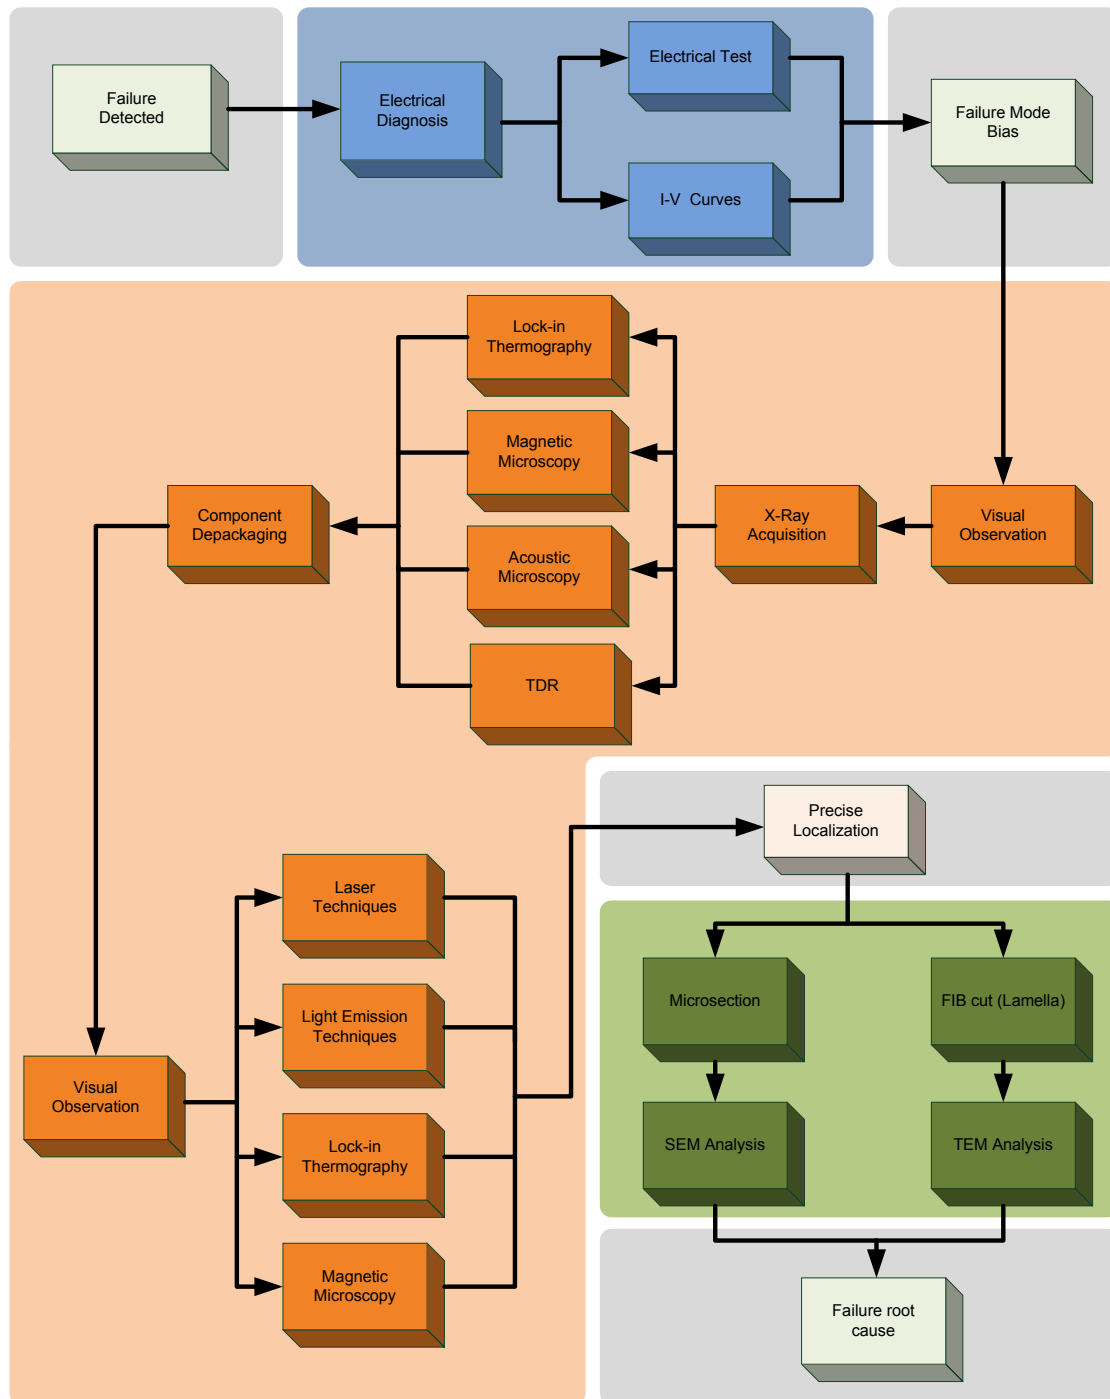 Failure
Detected
Electrical
Diagnosis
Electrical Test
I-V  Curves
Failure Mode
Bias
Visual
Observation
X-Ray
Acquisition
Lock-in
Thermography
Magnetic
Microscopy
Acoustic
Microscopy
TDR
Component
Depackaging
Visual
Observation
Laser
Techniques
Light Emission
Techniques
Lock-in
Thermography
Magnetic
Microscopy
Precise
Localization
Microsection
FIB cut (Lamella)
SEM Analysis
TEM Analysis
Failure root
cause